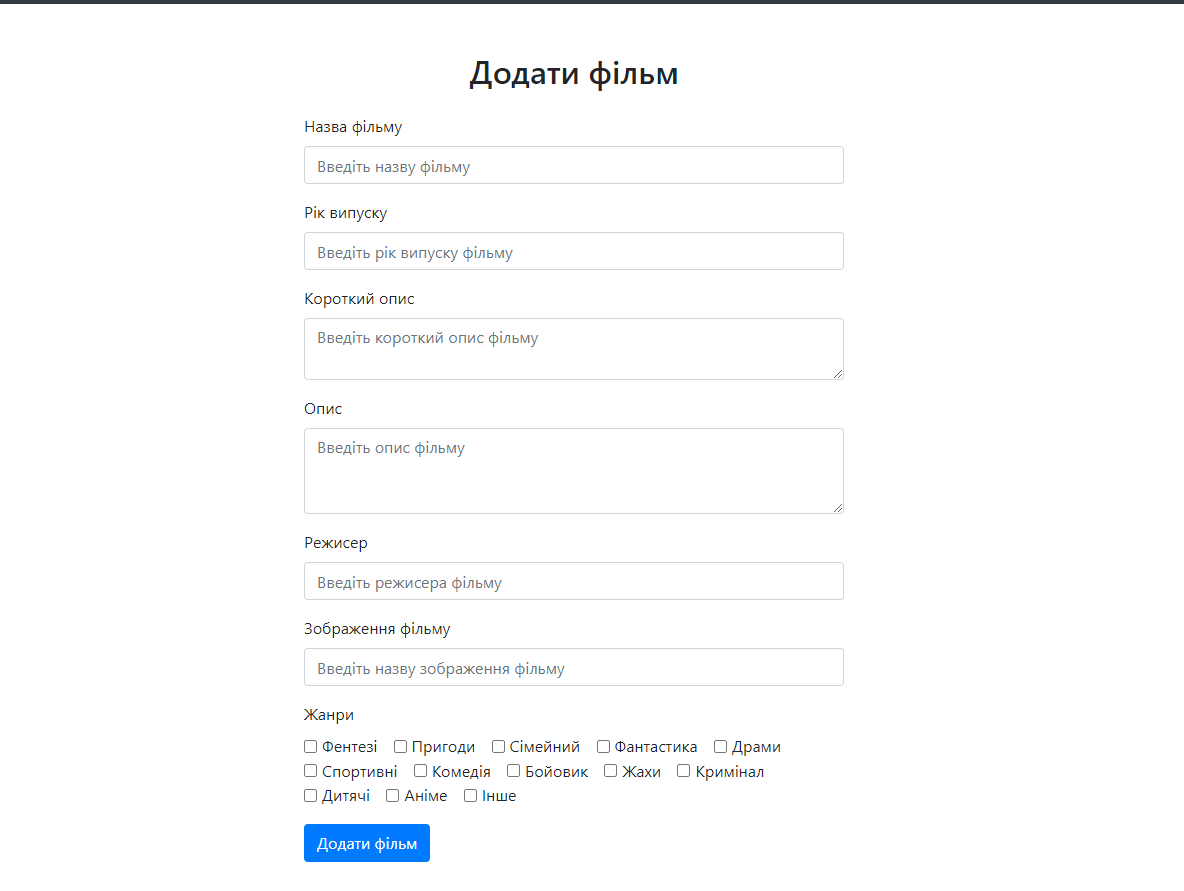 Додати фільм
Назва фільму
Введіть назву фільму
Рік випуску
Введіть рік випуску фільму
Короткий опис
Введіть короткий опис фільму
Опис
Введіть опис фільму
Режисер
Введіть режисера фільму
Зображення фільму
Введіть назву зображення фільму
Жанри
Фентезі Пригоди Сімейний Фантастика Драми
Спортивні Комедія Бойовик Жахи Кримінал
Дитячі Аніме Інше
Додати фільм